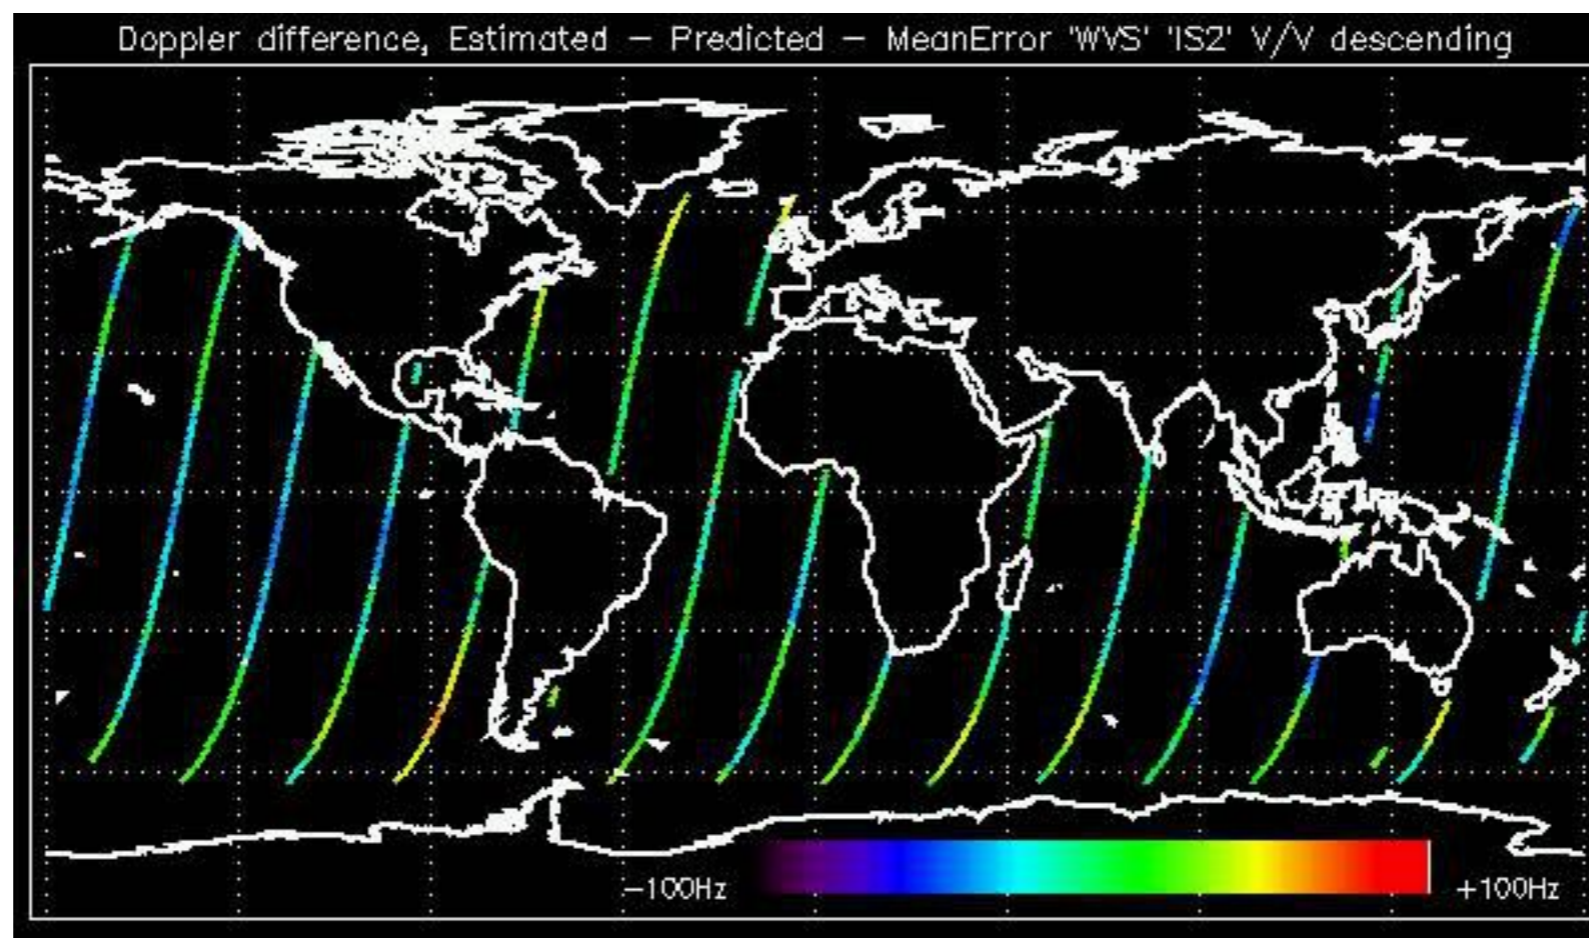 Doppler difference, Estimated − Predicted − MeanError 'WVS' 'IS2' V/V descending
−100Hz
+100Hz